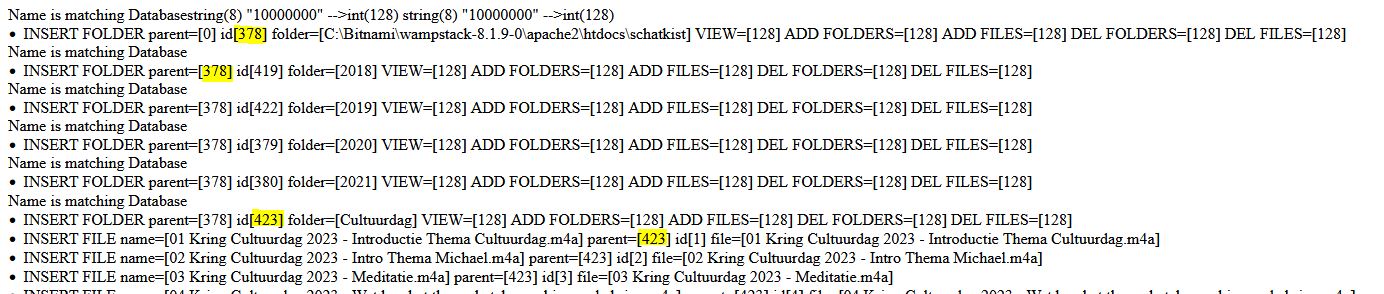 Name is matching Databasestring(8) "10000000" -->int(128) string(8) "10000000" -->int(128)
• INSERT FOLDER parent=[0] id[378] folder=[C:\Bitnami\wampstack-8.1.9-0\apache2\htdocs\schatkist] VIEW=[128] ADD FOLDERS=[128] ADD FILES=[128] DEL FOLDERS=[128] DEL FILES=[128]
Name is matching Database
• INSERT FOLDER parent=[378] id[419] folder=[2018] VIEW=[128] ADD FOLDERS=[128] ADD FILES=[128] DEL FOLDERS=[128] DEL FILES=[128]
Name is matching Database
• INSERT FOLDER parent=[378] id[422] folder=[2019] VIEW=[128] ADD FOLDERS=[128] ADD FILES=[128] DEL FOLDERS=[128] DEL FILES=[128]
Name is matching Database
• INSERT FOLDER parent=[378] id[379] folder=[2020] VIEW=[128] ADD FOLDERS=[128] ADD FILES=[128] DEL FOLDERS=[128] DEL FILES=[128]
Name is matching Database
• INSERT FOLDER parent=[378] id[380] folder=[2021] VIEW=[128] ADD FOLDERS=[128] ADD FILES=[128] DEL FOLDERS=[128] DEL FILES=[128]
Name is matching Database
• INSERT FOLDER parent=[378] id[423] folder=[Cultuurdag] VIEW=[128] ADD FOLDERS=[128] ADD FILES=[128] DEL FOLDERS=[128] DEL FILES=[128]
• INSERT FILE name=[01 Kring Cultuurdag 2023 - Introductie Thema Cultuurdag.m4a] parent=[423] id[1] file=[01 Kring Cultuurdag 2023 - Introductie Thema Cultuurdag.m4a]
• INSERT FILE name=[02 Kring Cultuurdag 2023 - Intro Thema Michael.m4a] parent=[423] id[2] file=[02 Kring Cultuurdag 2023 - Intro Thema Michael.m4a]
• INSERT FILE name=[03 Kring Cultuurdag 2023 - Meditatie.m4a] parent=[423] id[3] file=[03 Kring Cultuurdag 2023 - Meditatie.m4a]